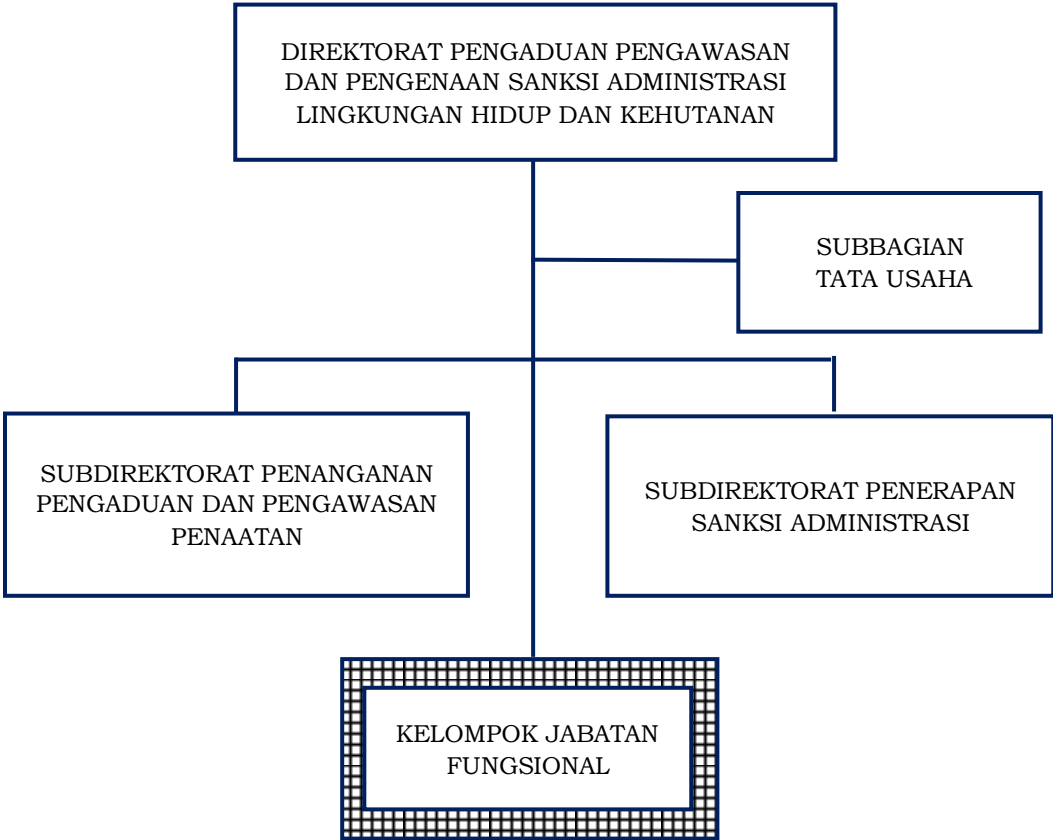 DIREKTORAT PENGADUAN PENGAWASAN
DAN PENGENAAN SANKSI ADMINISTRASI
LINGKUNGAN HIDUP DAN KEHUTANAN
SUBBAGIAN
TATA USAHA
SUBDIREKTORAT PENANGANAN
PENGADUAN DAN PENGAWASAN
PENAATAN
SUBDIREKTORAT PENERAPAN
SANKSI ADMINISTRASI
KELOMPOK JABATAN
FUNGSIONAL